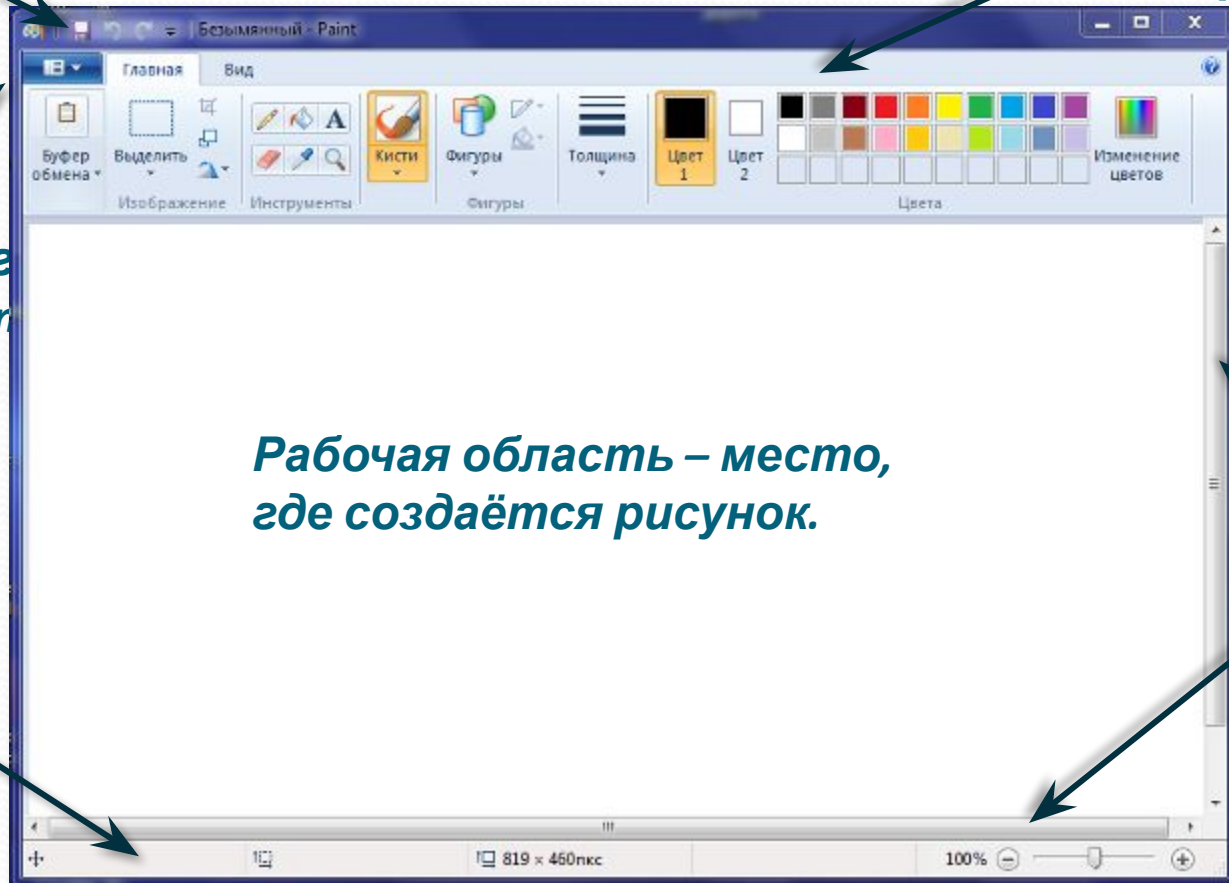 Безымянный - Paint
Главная Вид
Буфер обмена
Выделить
Изображение
A
Инструменты
Кисти
Фигуры
Фигуры
Толщина
Цвет 1
Цвет 2
Изменение цветов
Цвета
Рабочая область – место,
где создаётся рисунок.
819 × 460пкс
100%